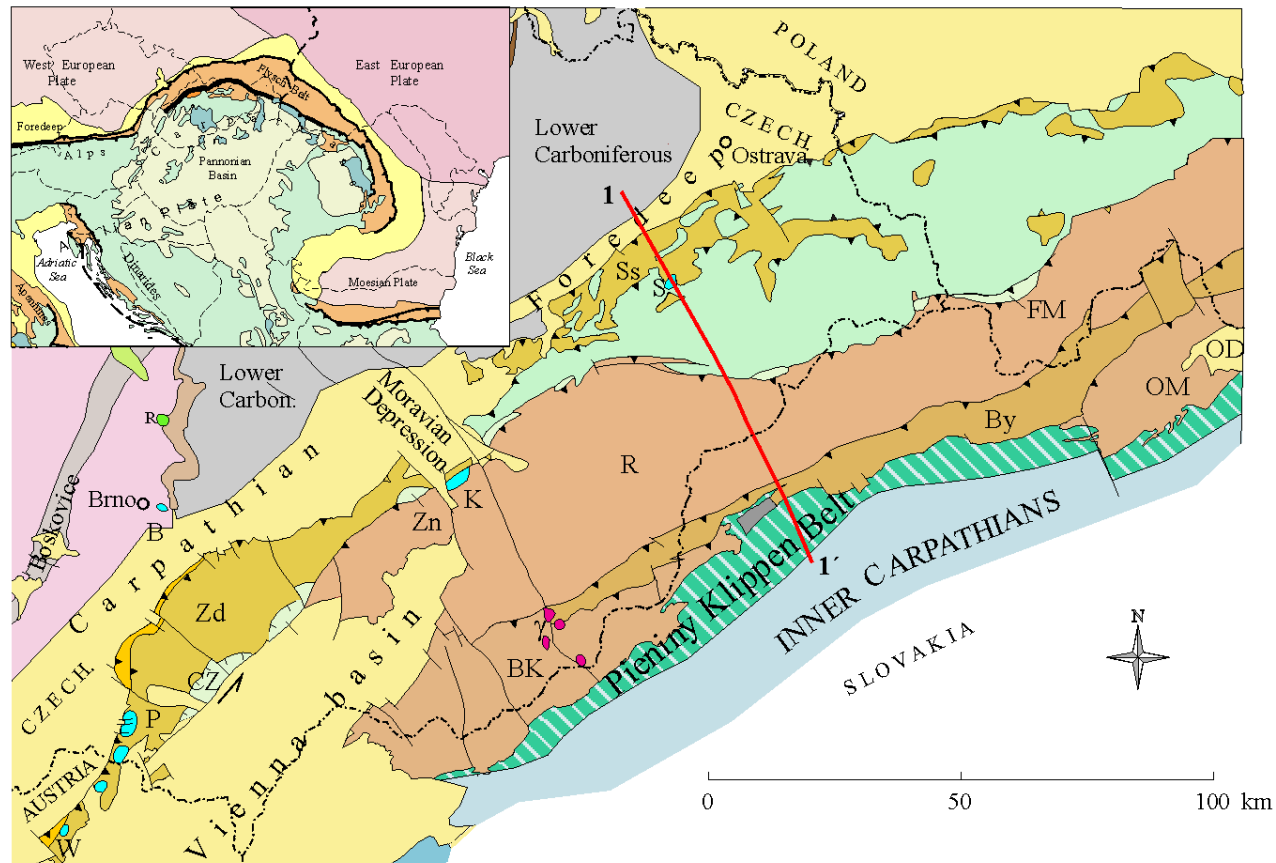 West European
Plate
East European
Plate
Flysch Belt
Foredeep
Alps
Carpa
Pannonian
Basin
an plate
A
Adriatic
Sea
Dinarides
Apennines
Moesian Plate
Black
Sea
POLAND
CZECH.
Lower
Carboniferous
Ostrava
1
Foredeep
Ss
S
FM
OD
OM
By
Lower
Carbon.
Moravian
Depression
R
R
Boskovice
Brno
B
K
Zn
Carpathian
Zd
CZ
P
CZECH.
AUSTRIA
W
Vienna basin
BK
Pieniny Klippen Belt
1´
INNER CARPATHIANS
SLOVAKIA
N
0 50 100 km